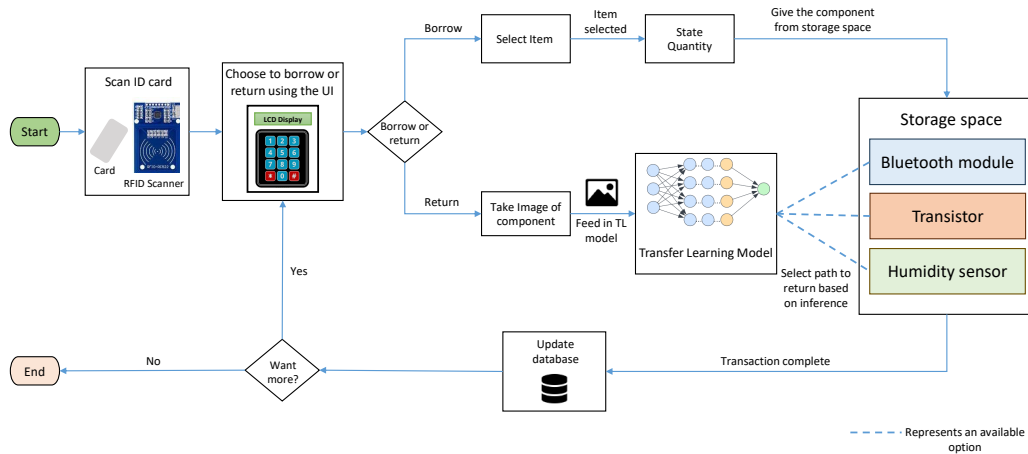 Start
Scan ID card
Card
RFID Scanner
Choose to borrow or
return using the UI
LCD Display
1 2 3
4 5 6
7 8 9
* 0 #
Borrow or
return
Borrow
Select Item
Item
selected
State
Quantity
Give the component
from storage space
Return
Take Image of
component
Feed in TL
model
Transfer Learning Model
Select path to
return based
on inference
Storage space
Bluetooth module
Transistor
Humidity sensor
Transaction complete
Update
database
Want
more?
Yes
No
End
Represents an available
option